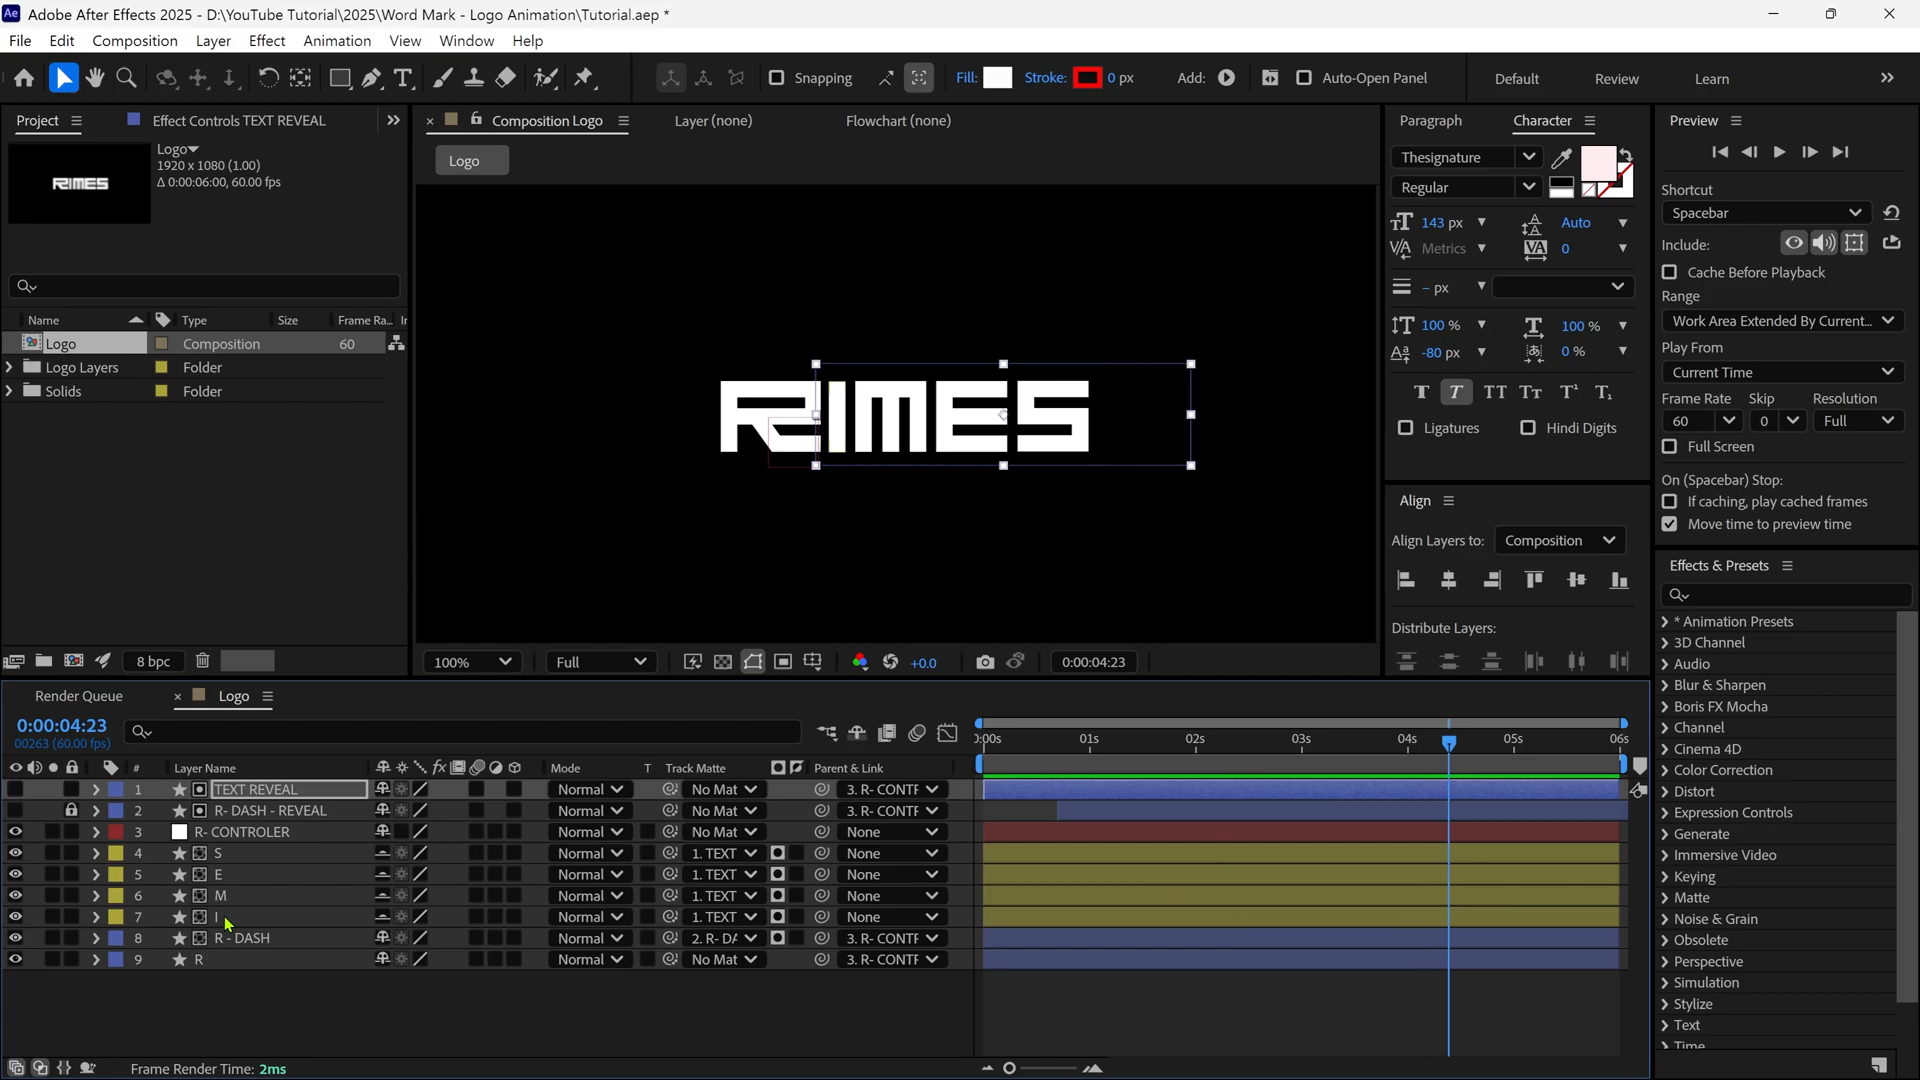 Adobe After Effects 2025 - D:\YouTube Tutorial\2025\Word Mark - Logo Animation\Tutorial.aep *
File Edit Composition Layer Effect Animation View Window Help
Snapping Fill: Stroke: 0 px Add: Auto-Open Panel Default Review Learn
Project Effect Controls TEXT REVEAL Composition Logo Layer (none) Flowchart (none)
Logo
1920 x 1080 (1.00)
Δ 0:00:06:00, 60.00 fps
RIMES
Name Type Size Frame Ra...
Logo Composition 60
Logo Layers Folder
Solids Folder
8 bpc
Logo
RIMES
100% Full +0.0 0:00:04:23
Paragraph Character
Thesignature
Regular
143 px Auto
Metrics 0
– px
100 % 100 %
-80 px 0 %
T T TT Tt T¹ T₁
Ligatures Hindi Digits
Align
Align Layers to: Composition
Distribute Layers:
Preview
Shortcut
Spacebar
Include:
Cache Before Playback
Range
Work Area Extended By Current...
Play From
Current Time
Frame Rate Skip Resolution
60 0 Full
Full Screen
On (Spacebar) Stop:
If caching, play cached frames
Move time to preview time
Effects & Presets
* Animation Presets
3D Channel
Audio
Blur & Sharpen
Boris FX Mocha
Channel
Cinema 4D
Color Correction
Distort
Expression Controls
Generate
Immersive Video
Keying
Matte
Noise & Grain
Obsolete
Perspective
Simulation
Stylize
Text
Time
Render Queue Logo
0:00:04:23
00263 (60.00 fps)
:00s 01s 02s 03s 04s 05s 06s
# Layer Name Mode T Track Matte Parent & Link
1 TEXT REVEAL Normal No Mat 3. R- CONTF
2 R- DASH - REVEAL Normal No Mat 3. R- CONTF
3 R- CONTROLER Normal No Mat None
4 S Normal 1. TEXT None
5 E Normal 1. TEXT None
6 M Normal 1. TEXT None
7 I Normal 1. TEXT None
8 R - DASH Normal 2. R- DA 3. R- CONTF
9 R Normal No Mat 3. R- CONTF
Frame Render Time: 2ms